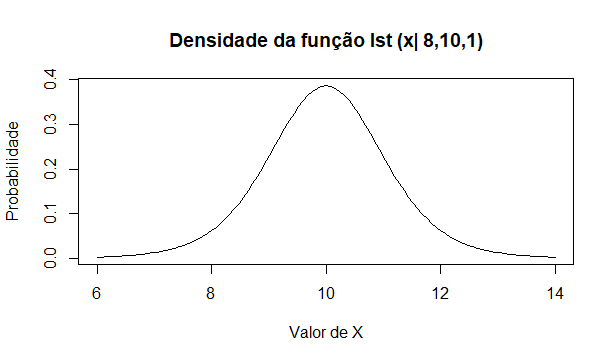 Densidade da função lst (x| 8,10,1)
Probabilidade
0.4
0.3
0.2
0.1
0.0
6 8 10 12 14
Valor de X